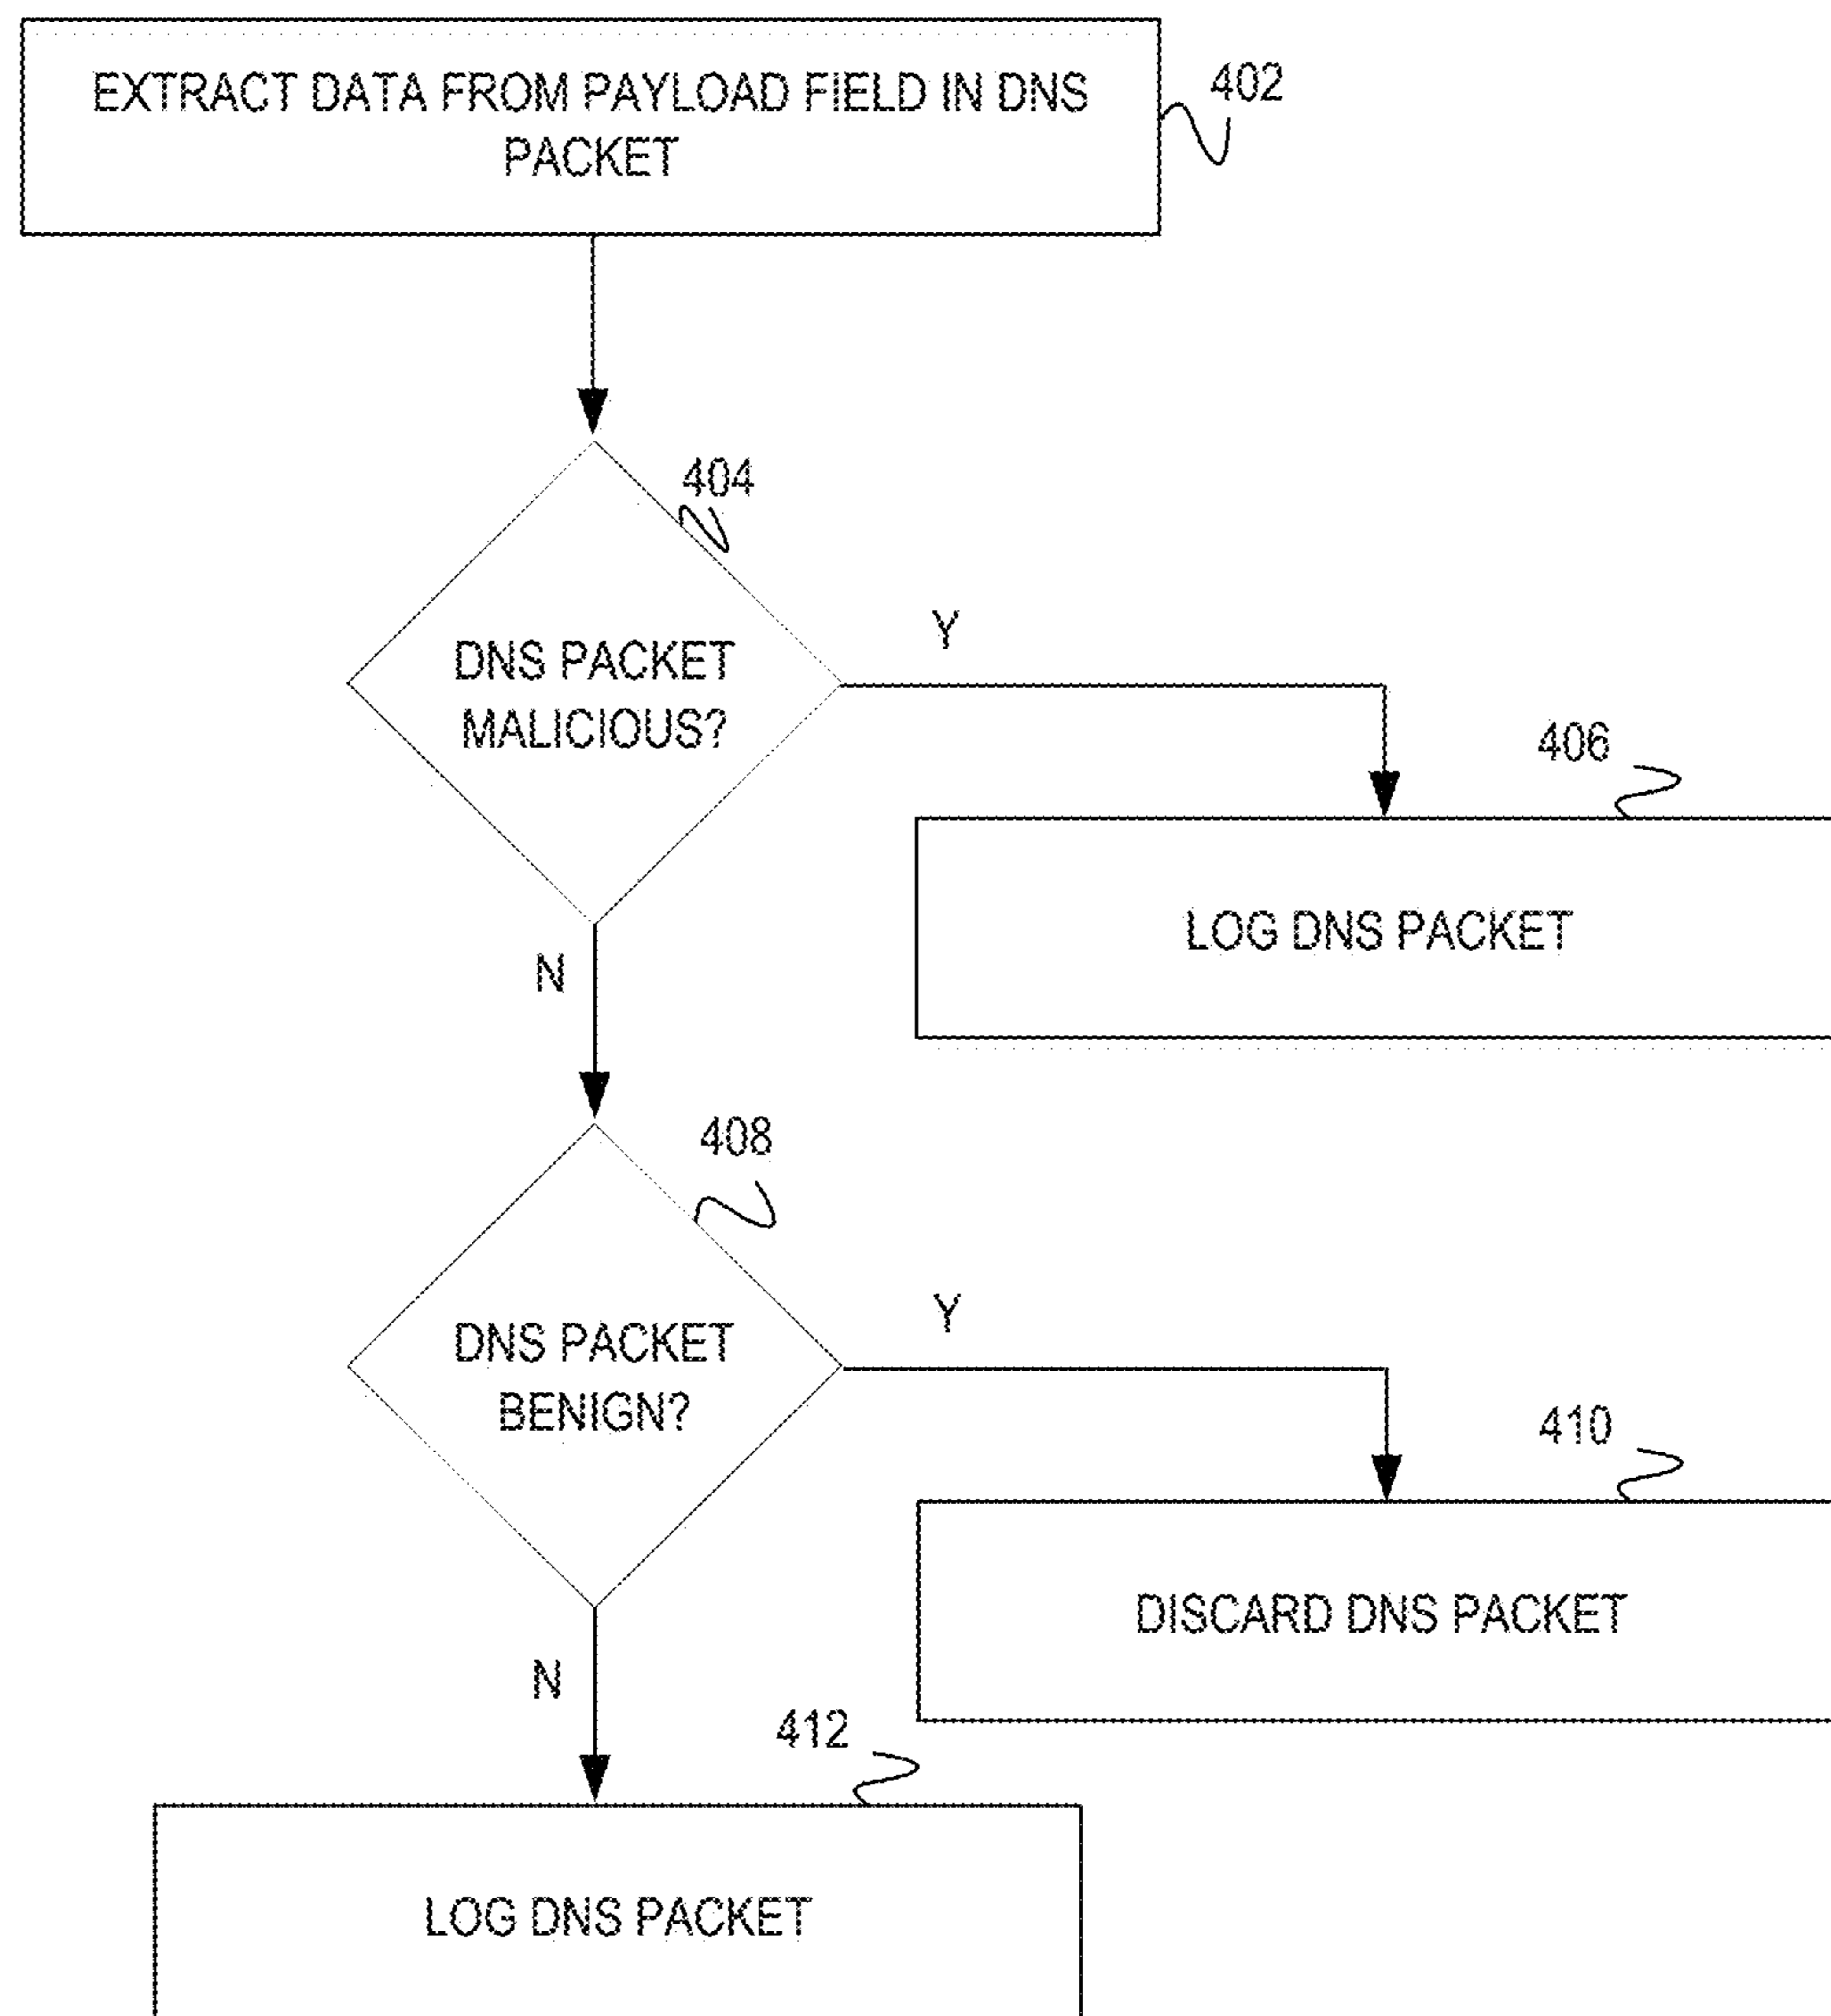 EXTRACT DATA FROM PAYLOAD FIELD IN DNS
PACKET
402
404
DNS PACKET
MALICIOUS?
Y
406
LOG DNS PACKET
N
408
DNS PACKET
BENIGN?
Y
410
DISCARD DNS PACKET
N
412
LOG DNS PACKET